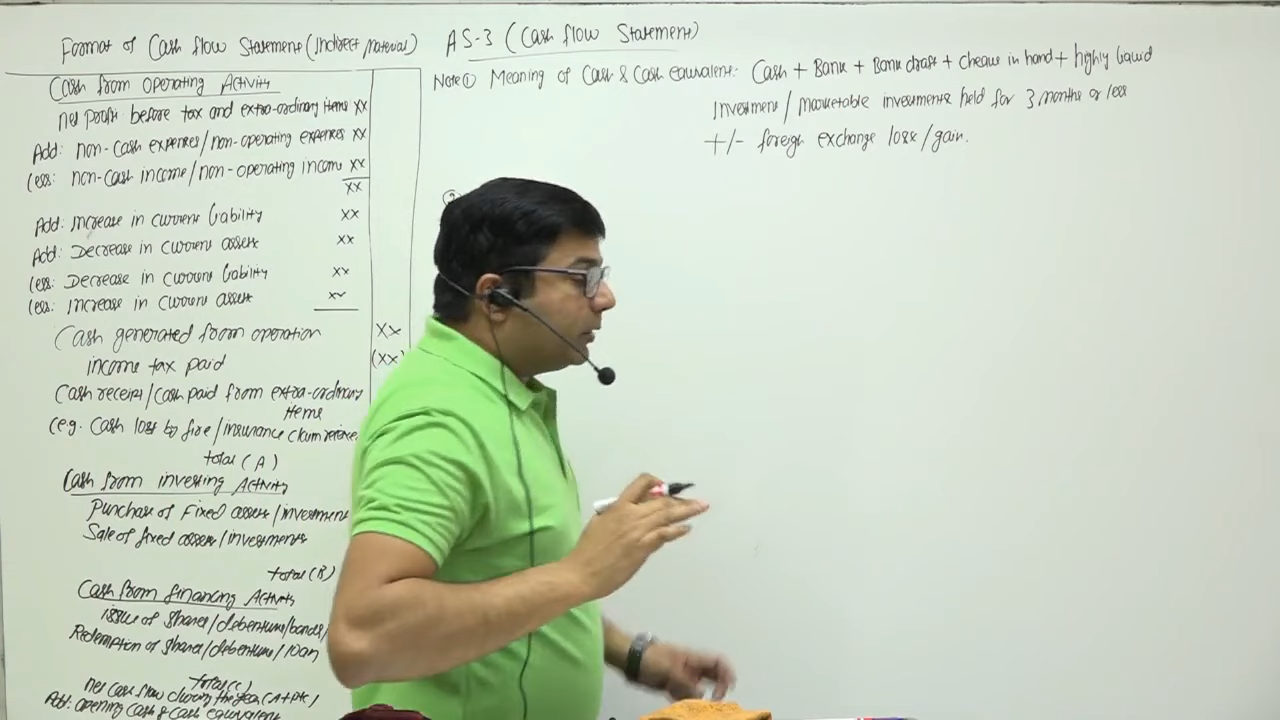 Format of Cash flow Statement (Indirect Material)
Cash from operating Activity
Net profit before tax and extra-ordinary items XX
Add: non-cash expenses/non-operating expenses XX
Less: non-cash income/non-operating income XX
XX
Add: Increase in current liability XX
Add: Decrease in current assets XX
Less: Decrease in current liability XX
Less: Increase in current assets XX
Cash generated from operation XX
income tax paid (XX)
Cash receipt/cash paid from extra-ordinary
items
(e.g. Cash loss by fire/insurance claim
total (A)
Cash from investing Activity
Purchase of Fixed assets/investment
Sale of fixed assets/investments
total (B)
Cash from financing Activity
Issue of shares/debenture/bonds/
Redemption of share/debenture/loan
total (C)
Net cash flow during the year (A+B+C)
Add: opening cash & cash equivalent
AS-3 (Cash flow Statement)
Note ① Meaning of Cash & Cash equivalent: Cash + Bank + Bank draft + cheque in hand + highly liquid
Investment/marketable investments held for 3 months or less
+/- foreign exchange loss/gain.
②